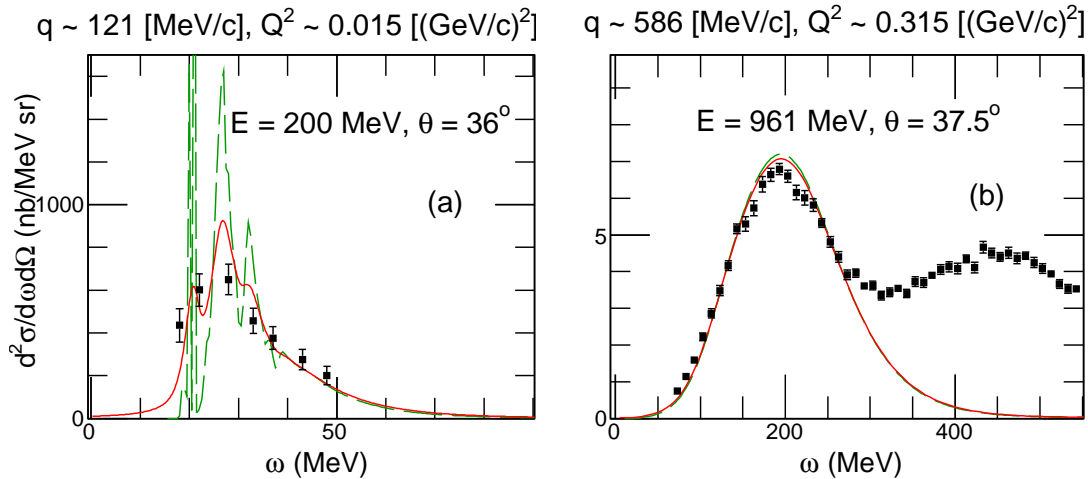 q ~ 121 [MeV/c], Q² ~ 0.015 [(GeV/c)²]
q ~ 586 [MeV/c], Q² ~ 0.315 [(GeV/c)²]
d²σ/dωdΩ (nb/MeV sr)
E = 200 MeV, θ = 36°
(a)
1000
0
0
50
ω (MeV)
E = 961 MeV, θ = 37.5°
(b)
5
0
0
200
400
ω (MeV)